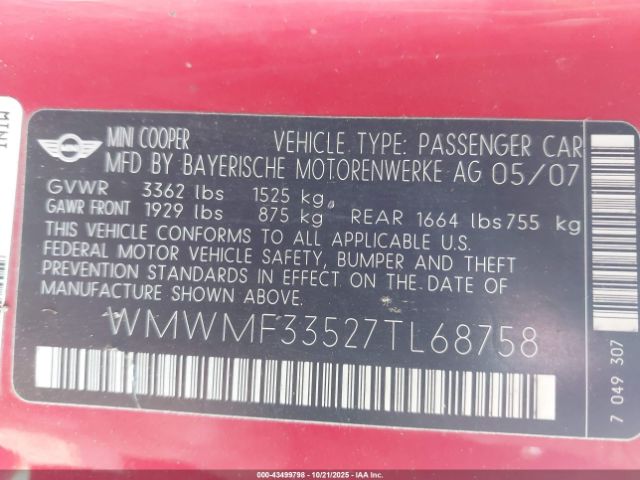 MINI
MINI COOPER
VEHICLE TYPE: PASSENGER CAR
MFD BY BAYERISCHE MOTORENWERKE AG 05/07
GVWR 3362 lbs 1525 kg
GAWR FRONT 1929 lbs 875 kg REAR 1664 lbs 755 kg
THIS VEHICLE CONFORMS TO ALL APPLICABLE U.S.
FEDERAL MOTOR VEHICLE SAFETY, BUMPER AND THEFT
PREVENTION STANDARDS IN EFFECT ON THE DATE OF
MANUFACTURE SHOWN ABOVE.
WMWMF33527TL68758
7 049 307
000-43499798 - 10/21/2025 - IAA, Inc.